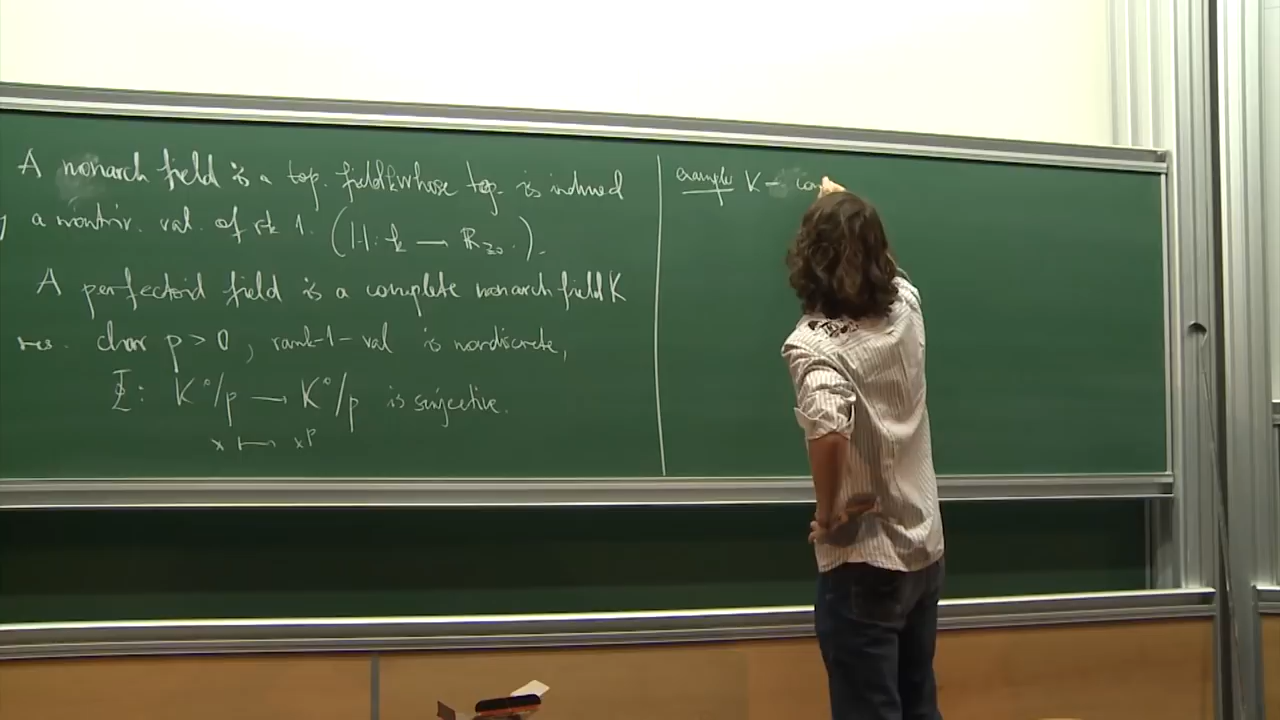 A nonarch field is a top. field k whose top. is induced
a nontriv. val. of rk 1. (|·|: k → ℝ≥0.).
A perfectoid field is a complete nonarch field K
res. char p > 0, rank-1-val is nondiscrete,
Φ: K°/p → K°/p is surjective.
x ↦ x^p
example K -